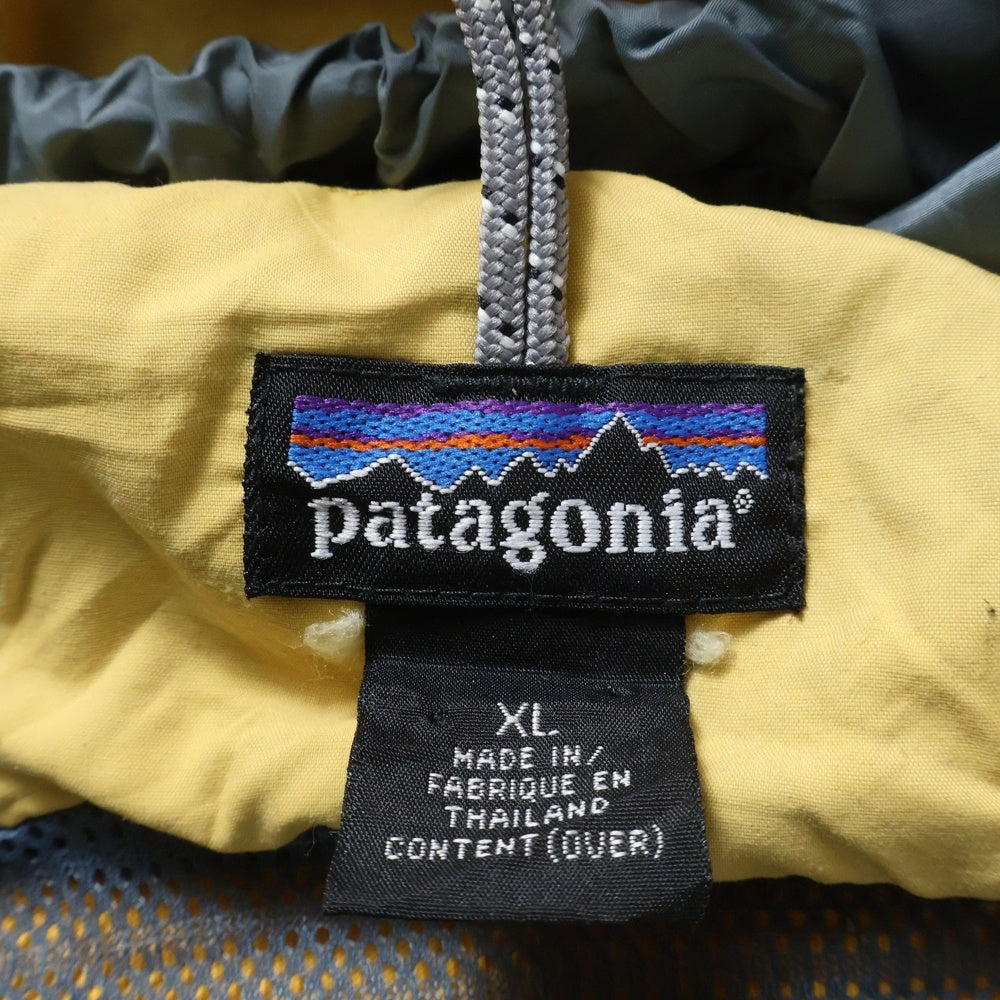 patagonia®
XL
MADE IN/
FABRIQUE EN
THAILAND
CONTENT (OVER)